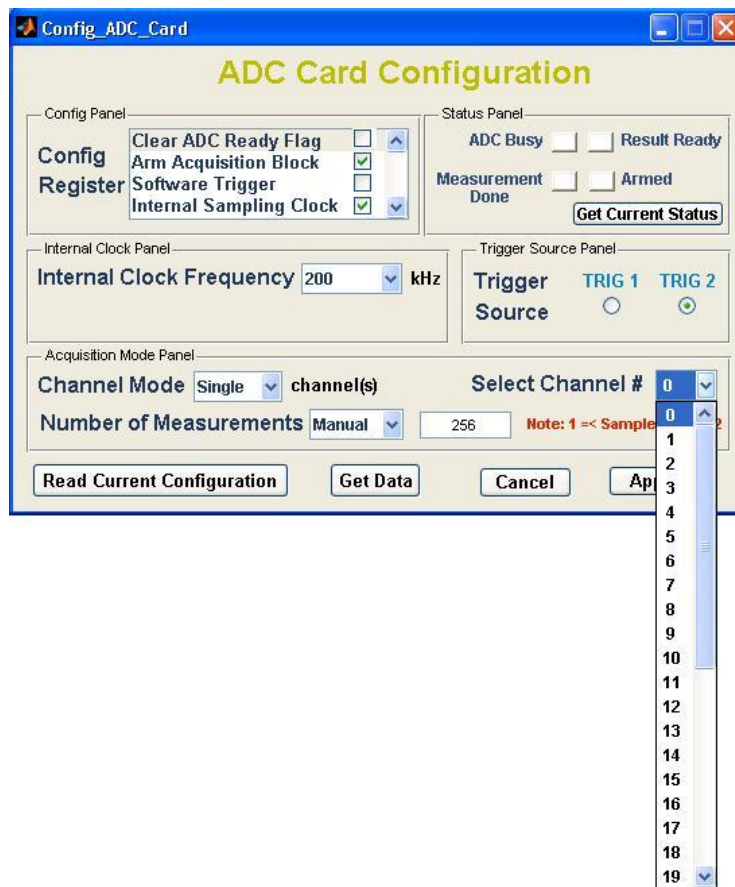 Config_ADC_Card
ADC Card Configuration
Config Panel
Config
Register
Clear ADC Ready Flag
Arm Acquisition Block
Software Trigger
Internal Sampling Clock
Status Panel
ADC Busy
Result Ready
Measurement
Done
Armed
Get Current Status
Internal Clock Panel
Internal Clock Frequency 200 kHz
Trigger Source Panel
Trigger
Source
TRIG 1 TRIG 2
Acquisition Mode Panel
Channel Mode Single channel(s)
Select Channel # 0
Number of Measurements Manual 256
Note: 1 =< Sample 2
Read Current Configuration
Get Data
Cancel
0
1
2
3
4
5
6
7
8
9
10
11
12
13
14
15
16
17
18
19